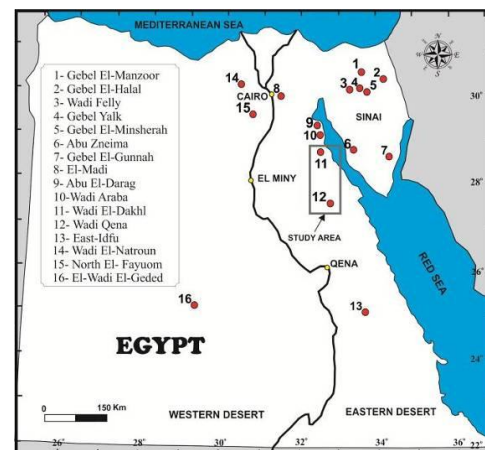 MEDITERRANEAN SEA
31° 33° 35° 37°
1- Gebel El-Manzoor
2- Gebel El-Halal
3- Wadi Felly
4- Gebel Yalk
5- Gebel El-Minsherah
6- Abu Zneima
7- Gebel El-Gunnah
8- El-Madi
9- Abu El-Darag
10-Wadi Araba
11- Wadi El-Dakhl
12- Wadi Qena
13- East-Idfu
14- Wadi El-Natroun
15- North El- Fayuom
16- El-Wadi El-Geded
14
CAIRO
8
15
1
2
3
4
5
SINAI
N
S
30°
9
10
11
6
7
EL MINY
28°
12
STUDY AREA
QENA
RED SEA
26°
16
13
EGYPT
24°
0 150 Km
WESTERN DESERT
EASTERN DESERT
22°
26° 28° 30° 32° 34°